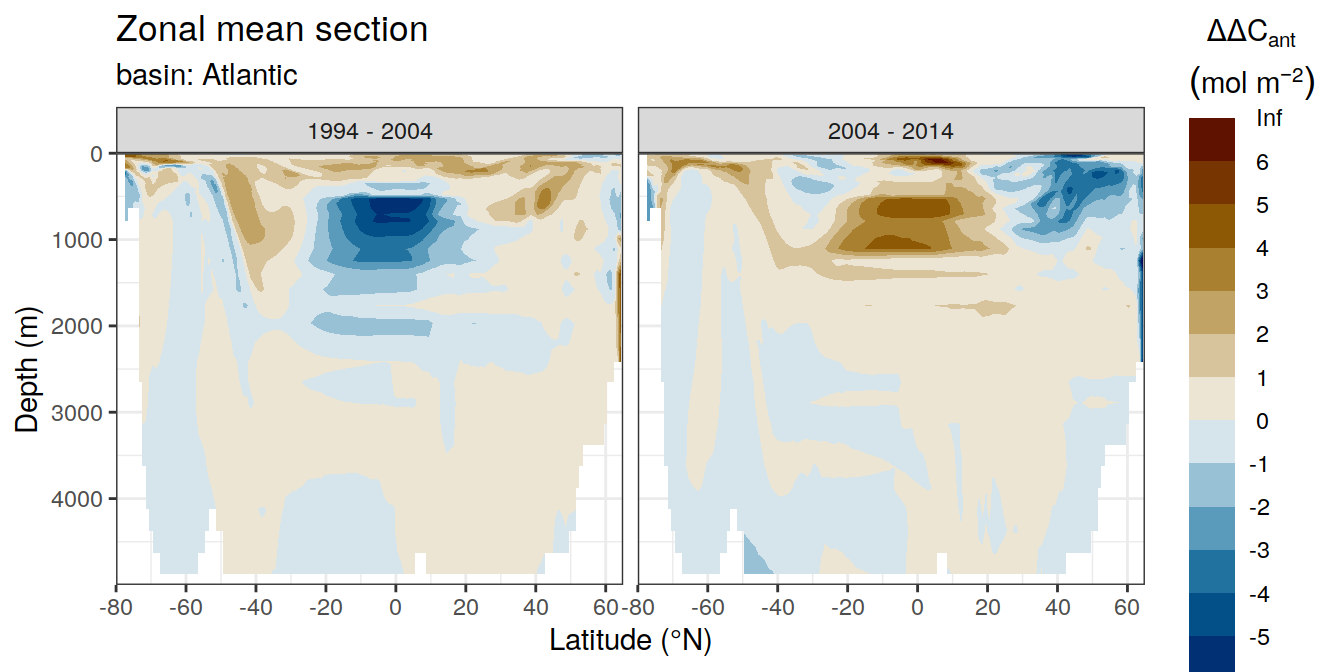 Zonal mean section
basin: Atlantic
ΔΔCant
(mol m−2)
1994 - 2004
2004 - 2014
Inf
6
5
4
3
2
1
0
-1
-2
-3
-4
-5
0
1000
2000
3000
4000
Depth (m)
-80 -60 -40 -20 0 20 40 60 -80 -60 -40 -20 0 20 40 60
Latitude (°N)